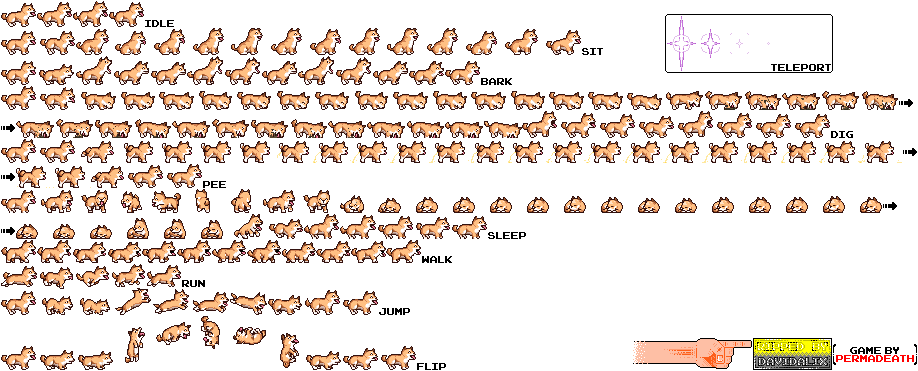 IDLE
SIT
TELEPORT
BARK
DIG
PEE
SLEEP
WALK
RUN
JUMP
FLIP
RIPPED BY
DAVIDALIX
GAME BY
PERMADEATH